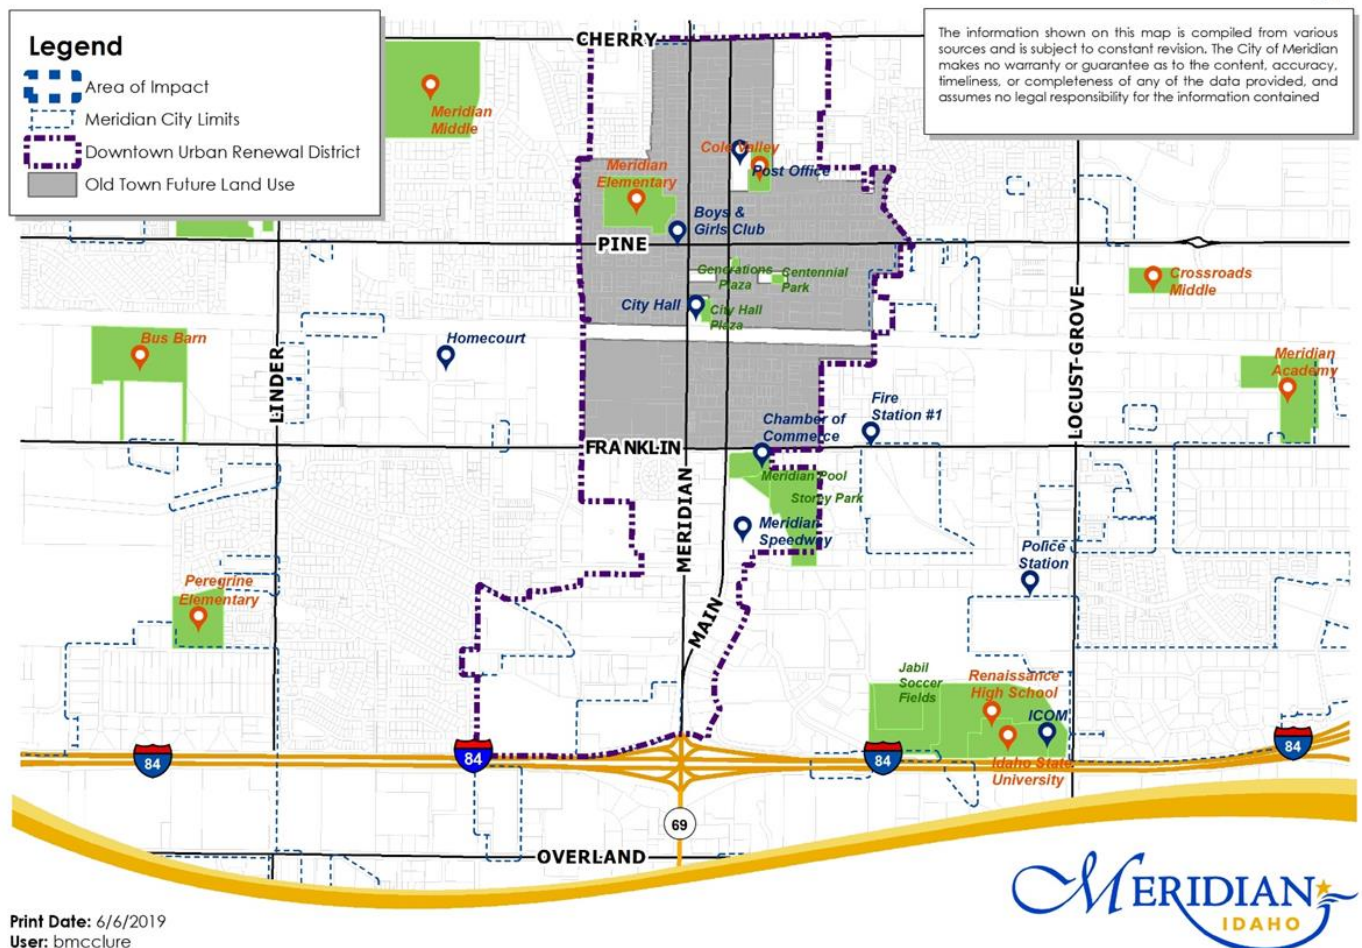 Legend
Area of Impact
Meridian City Limits
Downtown Urban Renewal District
Old Town Future Land Use
The information shown on this map is compiled from various
sources and is subject to constant revision. The City of Meridian
makes no warranty or guarantee as to the content, accuracy,
timeliness, or completeness of any of the data provided, and
assumes no legal responsibility for the information contained
CHERRY
Meridian
Middle
Cole Valley
Post Office
Meridian
Elementary
Boys &
Girls Club
PINE
Generations
Plaza
Centennial
Park
Crossroads
Middle
City Hall
City Hall
Plaza
Bus Barn
Homecourt
LINDER
LOCUST-GROVE
Meridian
Academy
Fire
Station #1
Chamber of
Commerce
FRANKLIN
Meridian Pool
Storey Park
MERIDIAN
Meridian
Speedway
Police
Station
Peregrine
Elementary
MAIN
Jabil
Soccer
Fields
Renaissance
High School
ICOM
Idaho State
University
84
84
84
84
69
OVERLAND
MERIDIAN
IDAHO
Print Date: 6/6/2019
User: bmcclure